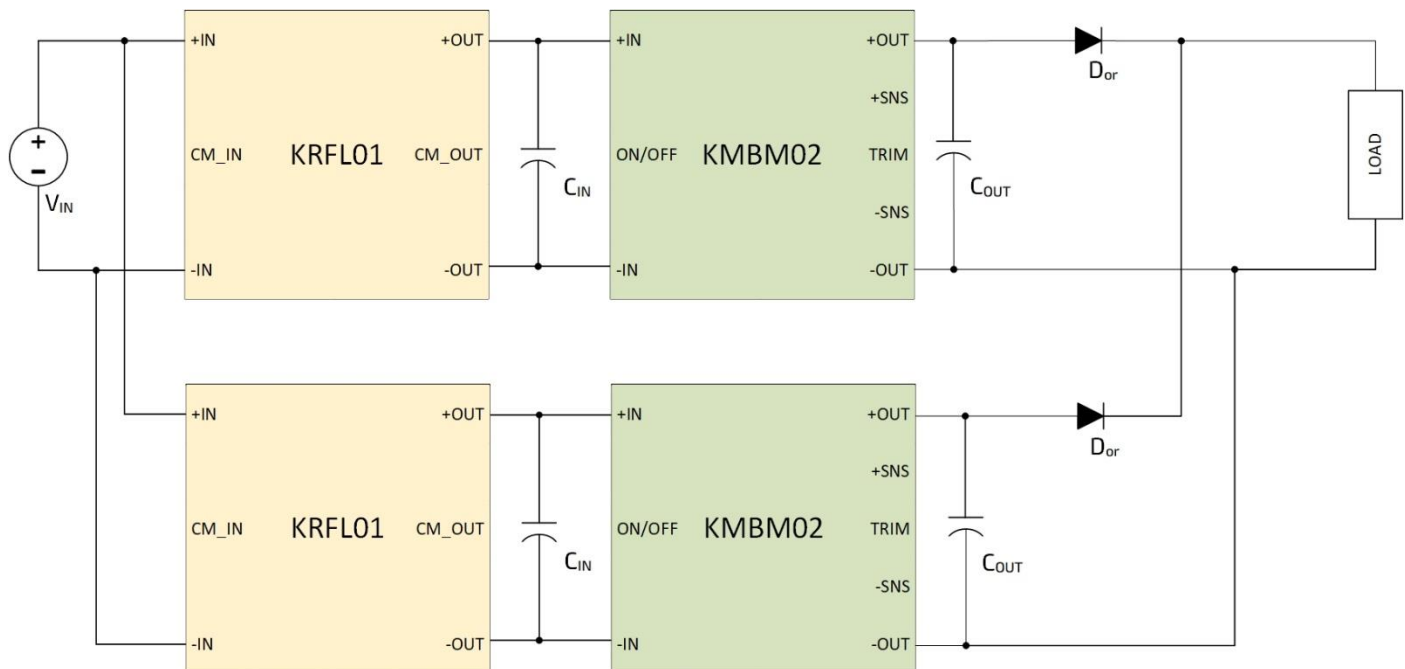 +IN +OUT +IN +OUT
D_or
+SNS
+
-
V_IN
CM_IN KRFL01 CM_OUT C_IN ON/OFF KMBM02 TRIM C_OUT LOAD
-SNS
-IN -OUT -IN -OUT
+IN +OUT +IN +OUT
D_or
+SNS
CM_IN KRFL01 CM_OUT C_IN ON/OFF KMBM02 TRIM C_OUT
-SNS
-IN -OUT -IN -OUT